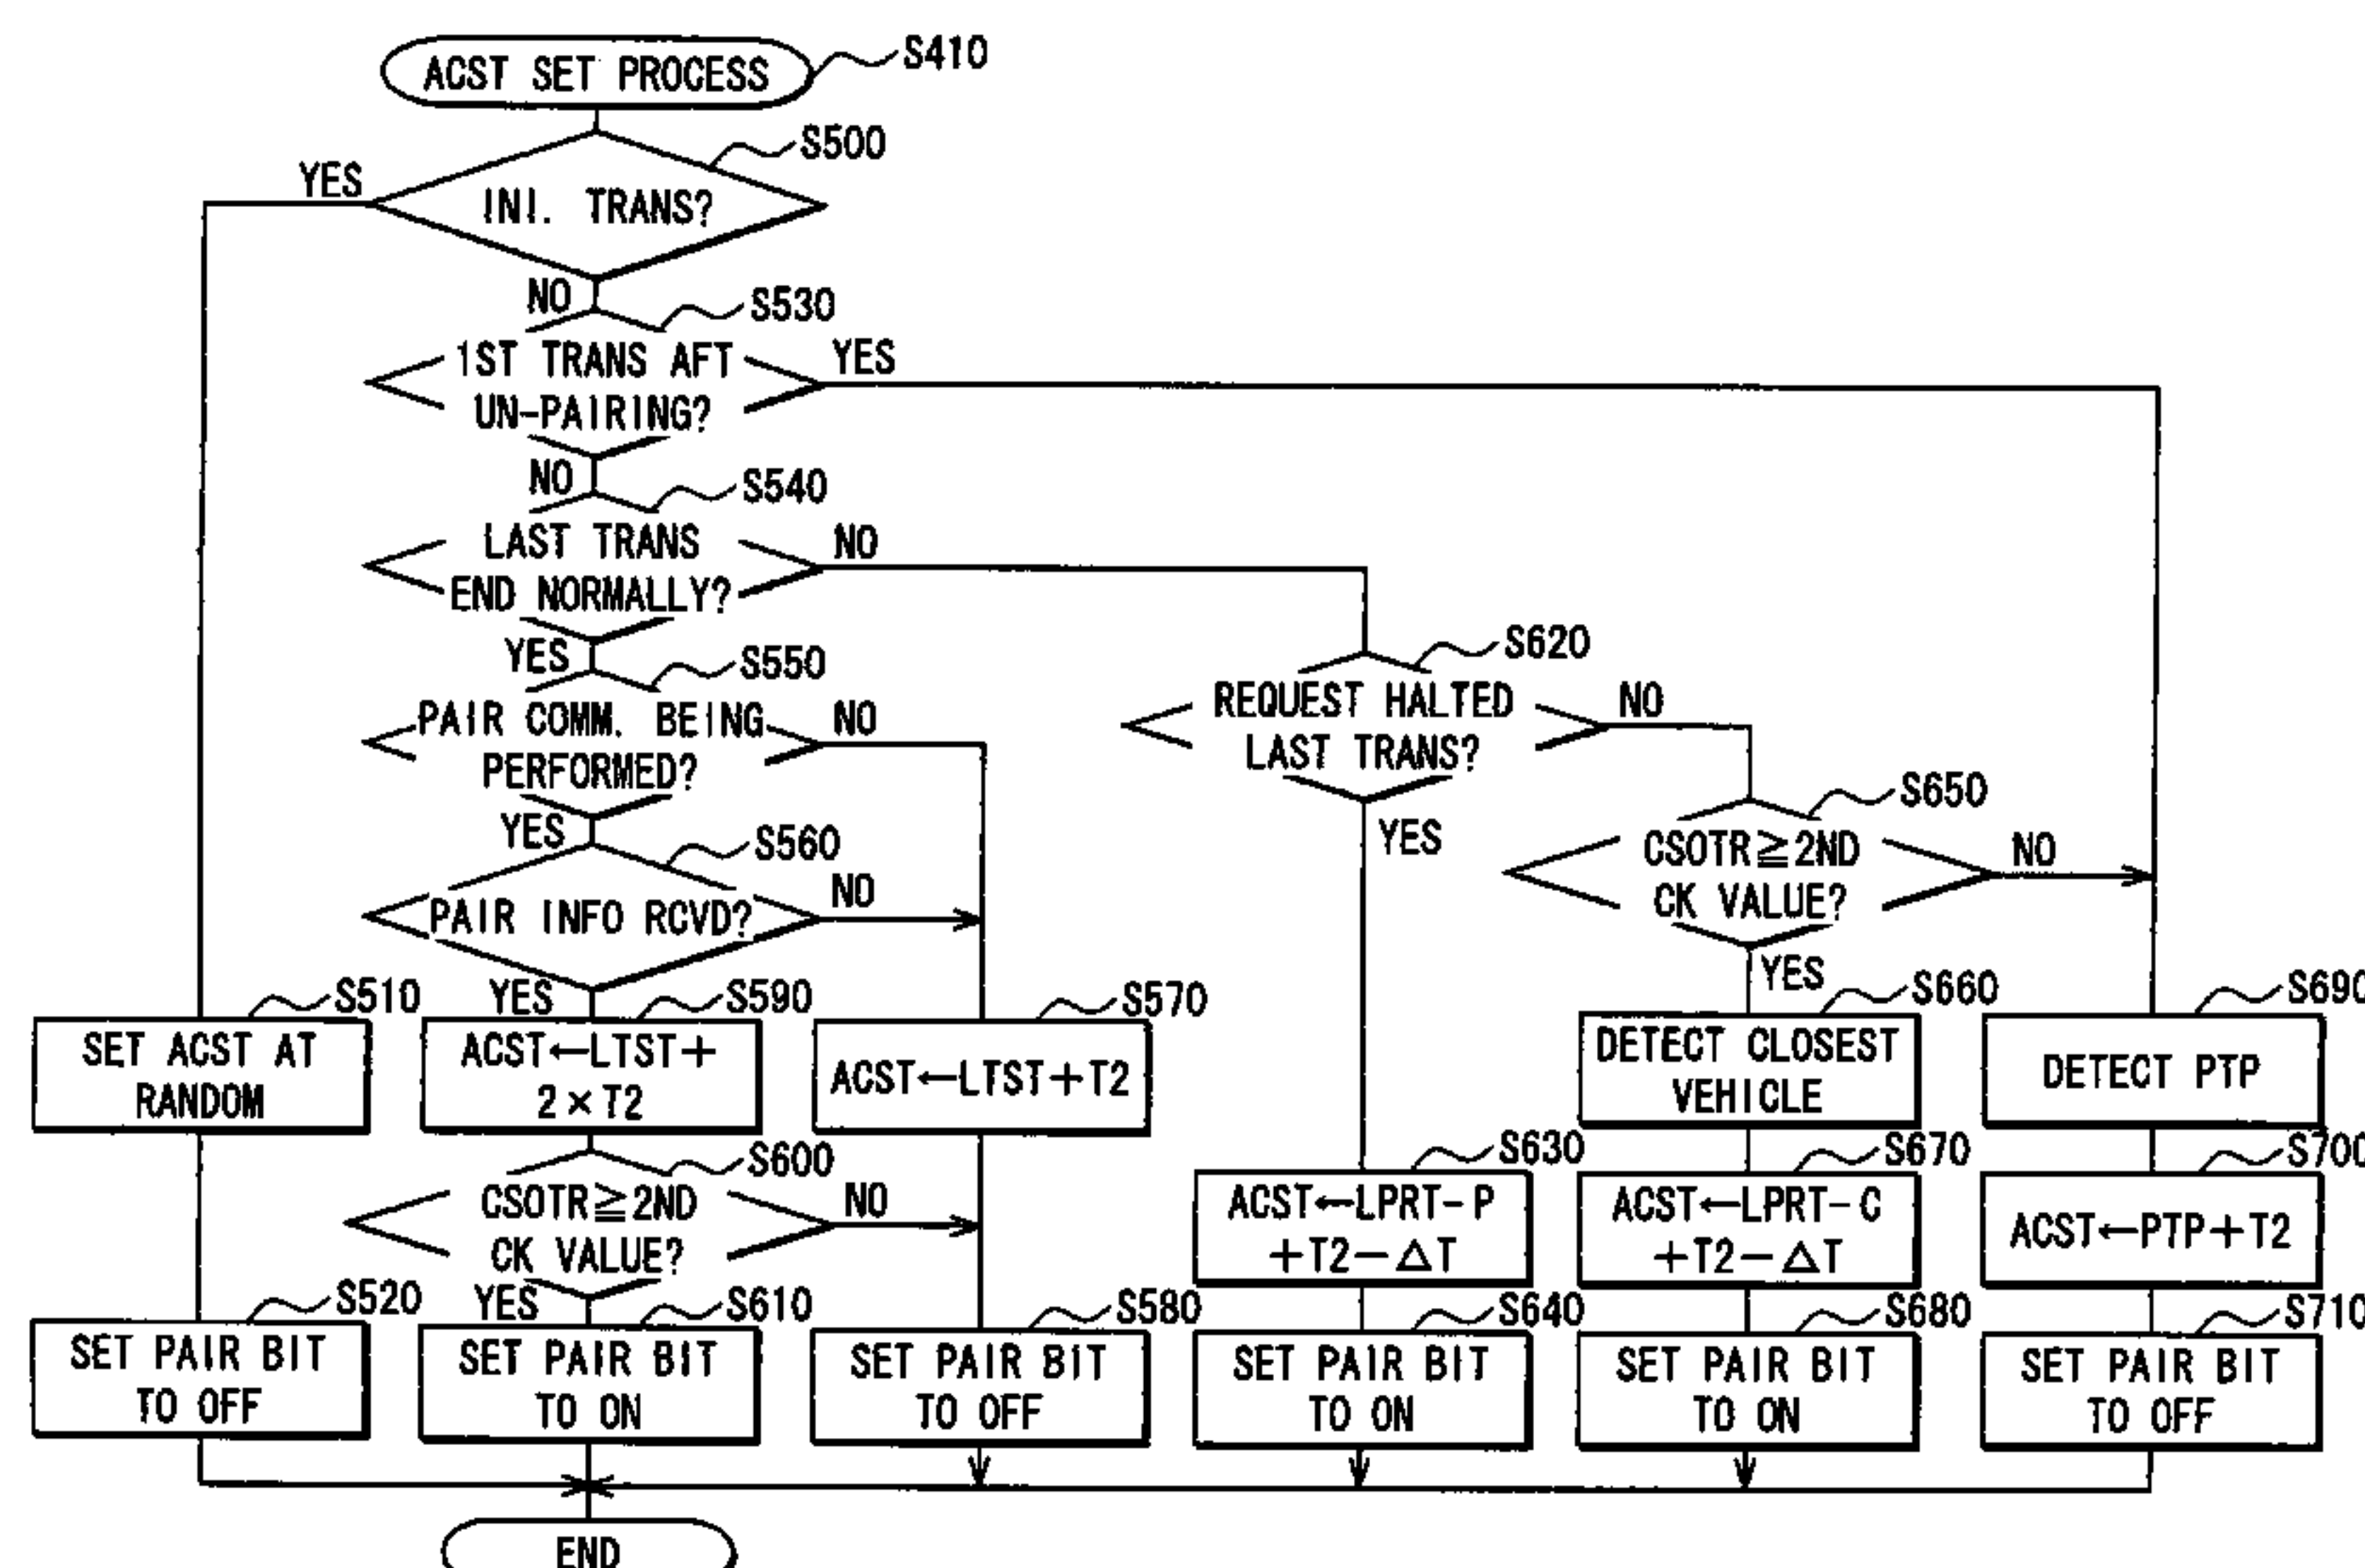 ACST SET PROCESS
S410
S500
YES
INI. TRANS?
NO
S530
1ST TRANS AFT
UN-PAIRING?
YES
NO
S540
LAST TRANS
END NORMALLY?
NO
YES
S550
PAIR COMM. BEING
PERFORMED?
NO
S620
REQUEST HALTED
LAST TRANS?
NO
YES
YES
S560
PAIR INFO RCVD?
NO
S650
CSOTR≧2ND
CK VALUE?
NO
YES
S510
SET ACST AT
RANDOM
YES
S590
ACST←LTST+
2×T2
S570
ACST←LTST+T2
S660
DETECT CLOSEST
VEHICLE
S690
DETECT PTP
S600
CSOTR≧2ND
CK VALUE?
NO
YES
S630
ACST←LPRT-P
+T2-△T
S670
ACST←LPRT-C
+T2-△T
S700
ACST←PTP+T2
S520
SET PAIR BIT
TO OFF
S610
SET PAIR BIT
TO ON
S580
SET PAIR BIT
TO OFF
S640
SET PAIR BIT
TO ON
S680
SET PAIR BIT
TO ON
S710
SET PAIR BIT
TO OFF
END